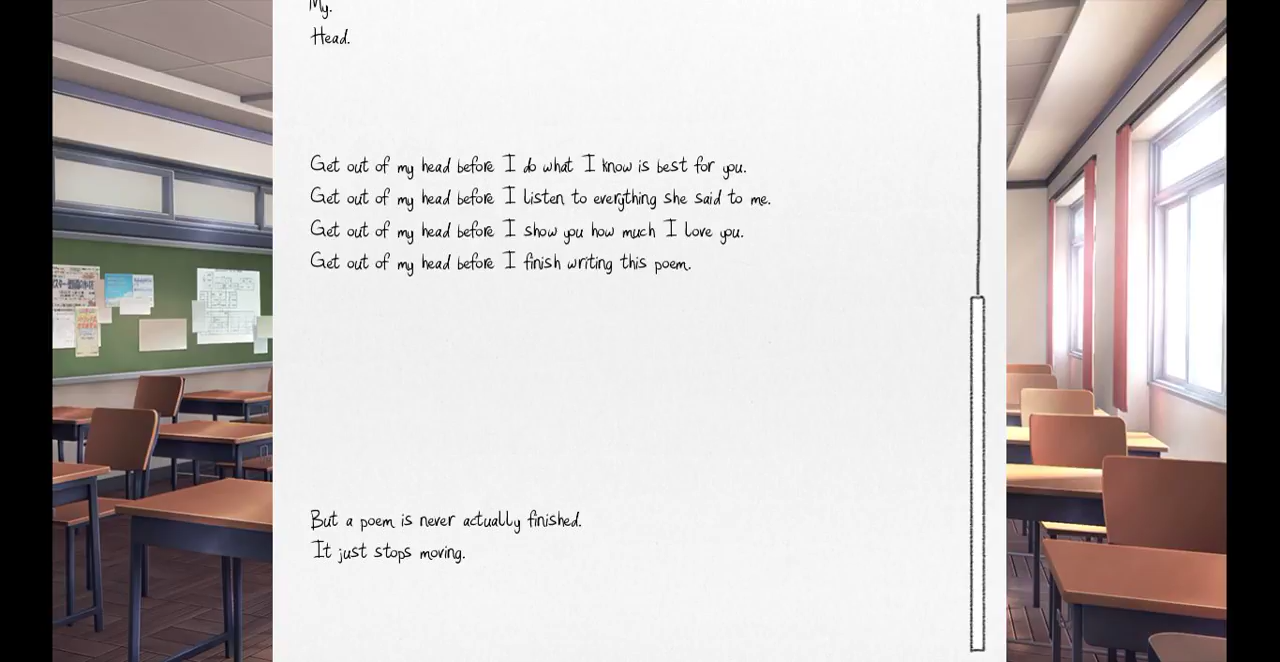 My.
Head.
Get out of my head before I do what I know is best for you.
Get out of my head before I listen to everything she said to me.
Get out of my head before I show you how much I love you.
Get out of my head before I finish writing this poem.
But a poem is never actually finished.
It just stops moving.